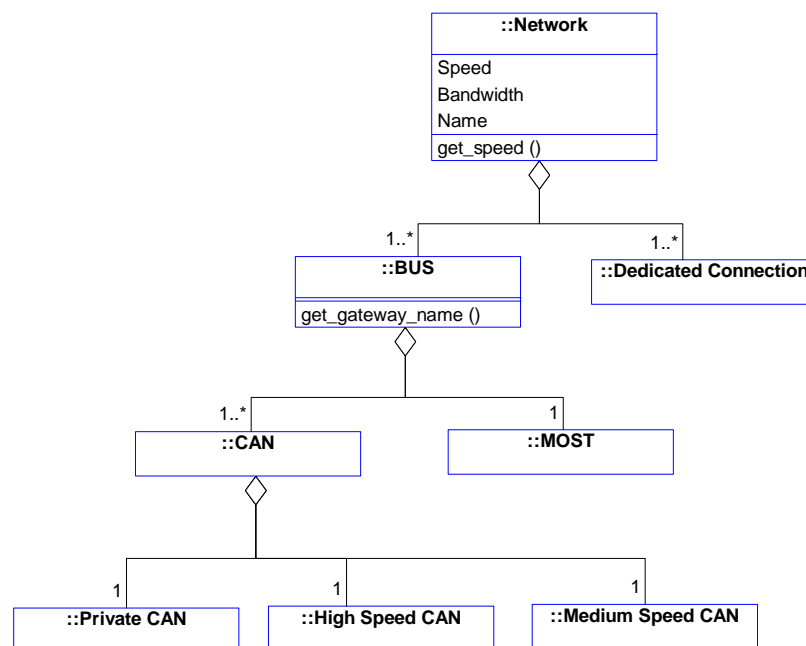 ::Network
Speed
Bandwidth
Name
get_speed ()
1..* 1..*
::BUS ::Dedicated Connection
get_gateway_name ()
1..* 1
::CAN ::MOST
1 1 1
::Private CAN ::High Speed CAN ::Medium Speed CAN